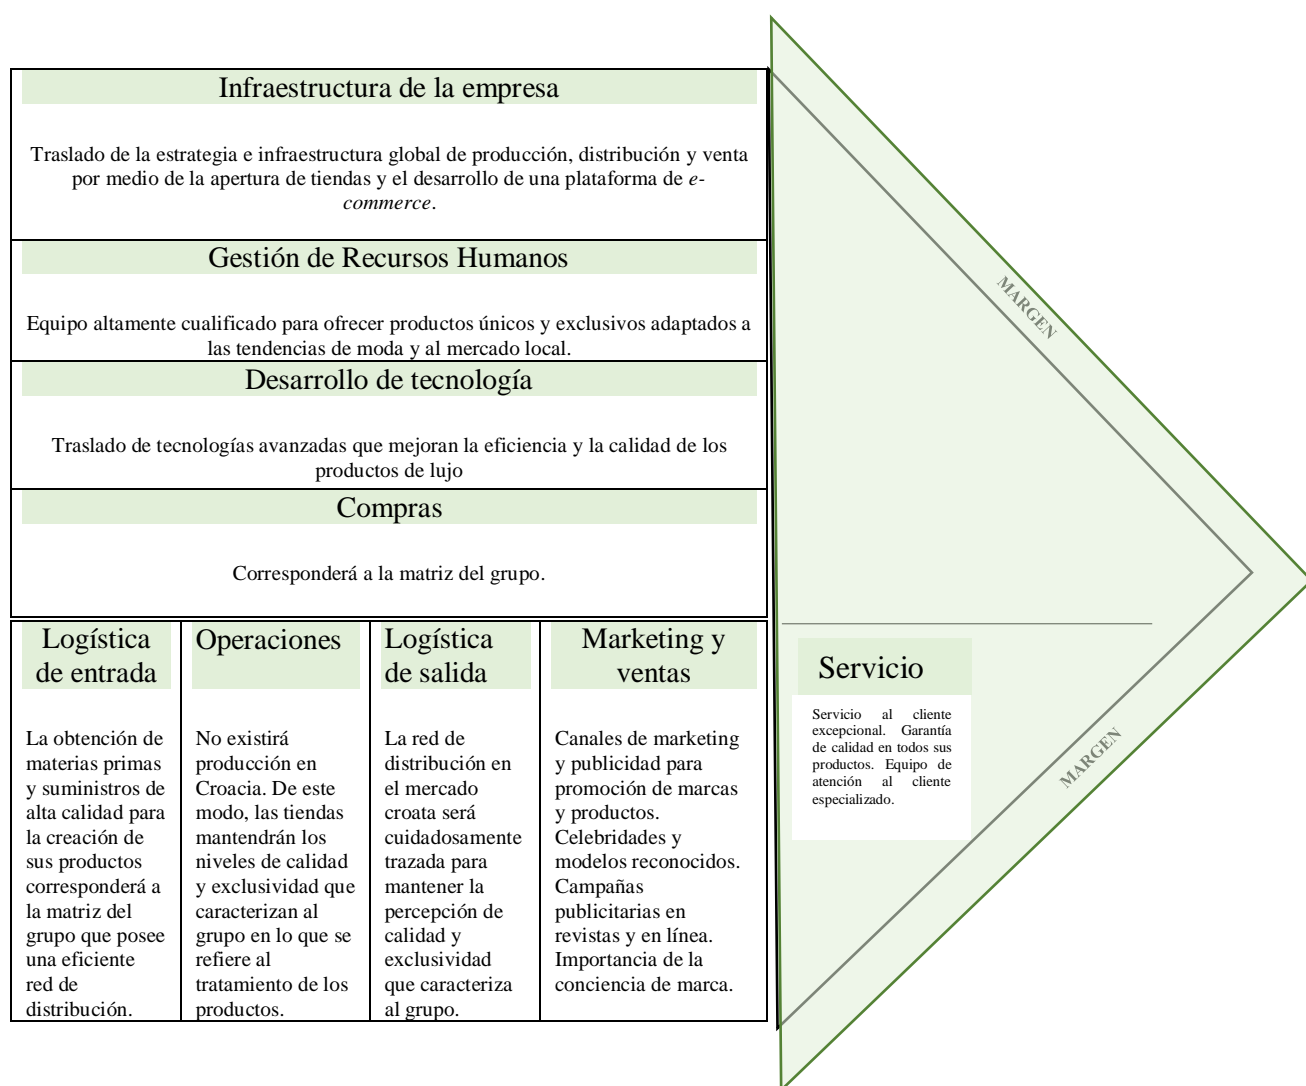 Infraestructura de la empresa
Traslado de la estrategia e infraestructura global de producción, distribución y venta
por medio de la apertura de tiendas y el desarrollo de una plataforma de e-
commerce.
Gestión de Recursos Humanos
Equipo altamente cualificado para ofrecer productos únicos y exclusivos adaptados a
las tendencias de moda y al mercado local.
Desarrollo de tecnología
Traslado de tecnologías avanzadas que mejoran la eficiencia y la calidad de los
productos de lujo
Compras
Corresponderá a la matriz del grupo.
Logística
de entrada
La obtención de
materias primas
y suministros de
alta calidad para
la creación de
sus productos
corresponderá a
la matriz del
grupo que posee
una eficiente
red de
distribución.
Operaciones
No existirá
producción en
Croacia. De este
modo, las tiendas
mantendrán los
niveles de calidad
y exclusividad que
caracterizan al
grupo en lo que se
refiere al
tratamiento de los
productos.
Logística
de salida
La red de
distribución en
el mercado
croata será
cuidadosamente
trazada para
mantener la
percepción de
calidad y
exclusividad
que caracteriza
al grupo.
Marketing y
ventas
Canales de marketing
y publicidad para
promoción de marcas
y productos.
Celebridades y
modelos reconocidos.
Campañas
publicitarias en
revistas y en línea.
Importancia de la
conciencia de marca.
Servicio
Servicio al cliente
excepcional. Garantía
de calidad en todos sus
productos. Equipo de
atención al cliente
especializado.
MARGEN
MARGEN